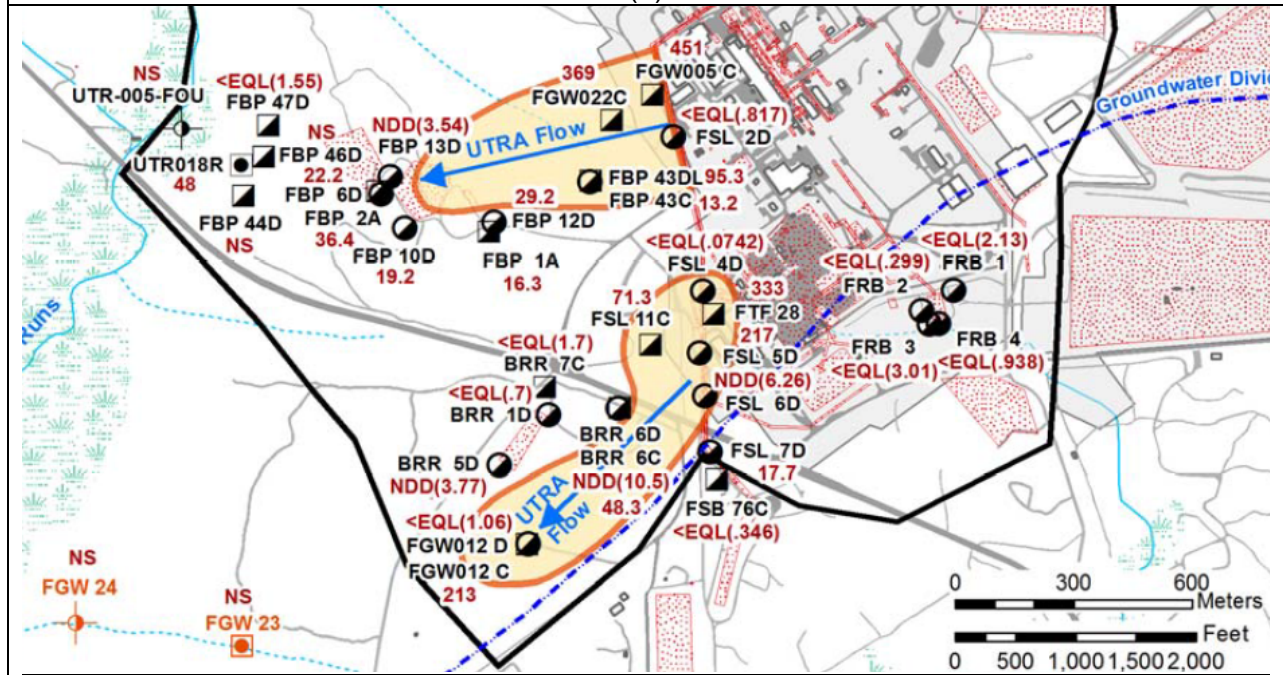 NS
UTR-005-FOU
<EQL(1.55)
FBP 47D
UTR018R
48
FBP 46D
FBP 44D
NS
NS
22.2
FBP 6D
FBP 2A
36.4
NDD(3.54)
FBP 13D
FBP 10D
19.2
369
FGW022C
451
FGW005 C
UTRA Flow
<EQL(.817)
FSL 2D
FBP 43DL
95.3
FBP 43C
13.2
29.2
FBP 12D
FBP 1A
16.3
Groundwater Divi
<EQL(.0742)
FSL 4D
333
FTF 28
71.3
FSL 11C
217
FSL 5D
NDD(6.26)
FSL 6D
<EQL(2.13)
FRB 1
<EQL(.299)
FRB 2
FRB 3
<EQL(3.01)
FRB 4
<EQL(.938)
Runs
<EQL(1.7)
BRR 7C
<EQL(.7)
BRR 1D
BRR 6D
BRR 6C
NDD(10.5)
48.3
BRR 5D
NDD(3.77)
FSL 7D
17.7
FSB 76C
<EQL(.346)
UTRA
Flow
<EQL(1.06)
FGW012 D
FGW012 C
213
NS
FGW 24
NS
FGW 23
0 300 600
Meters
Feet
0 500 1,000 1,500 2,000